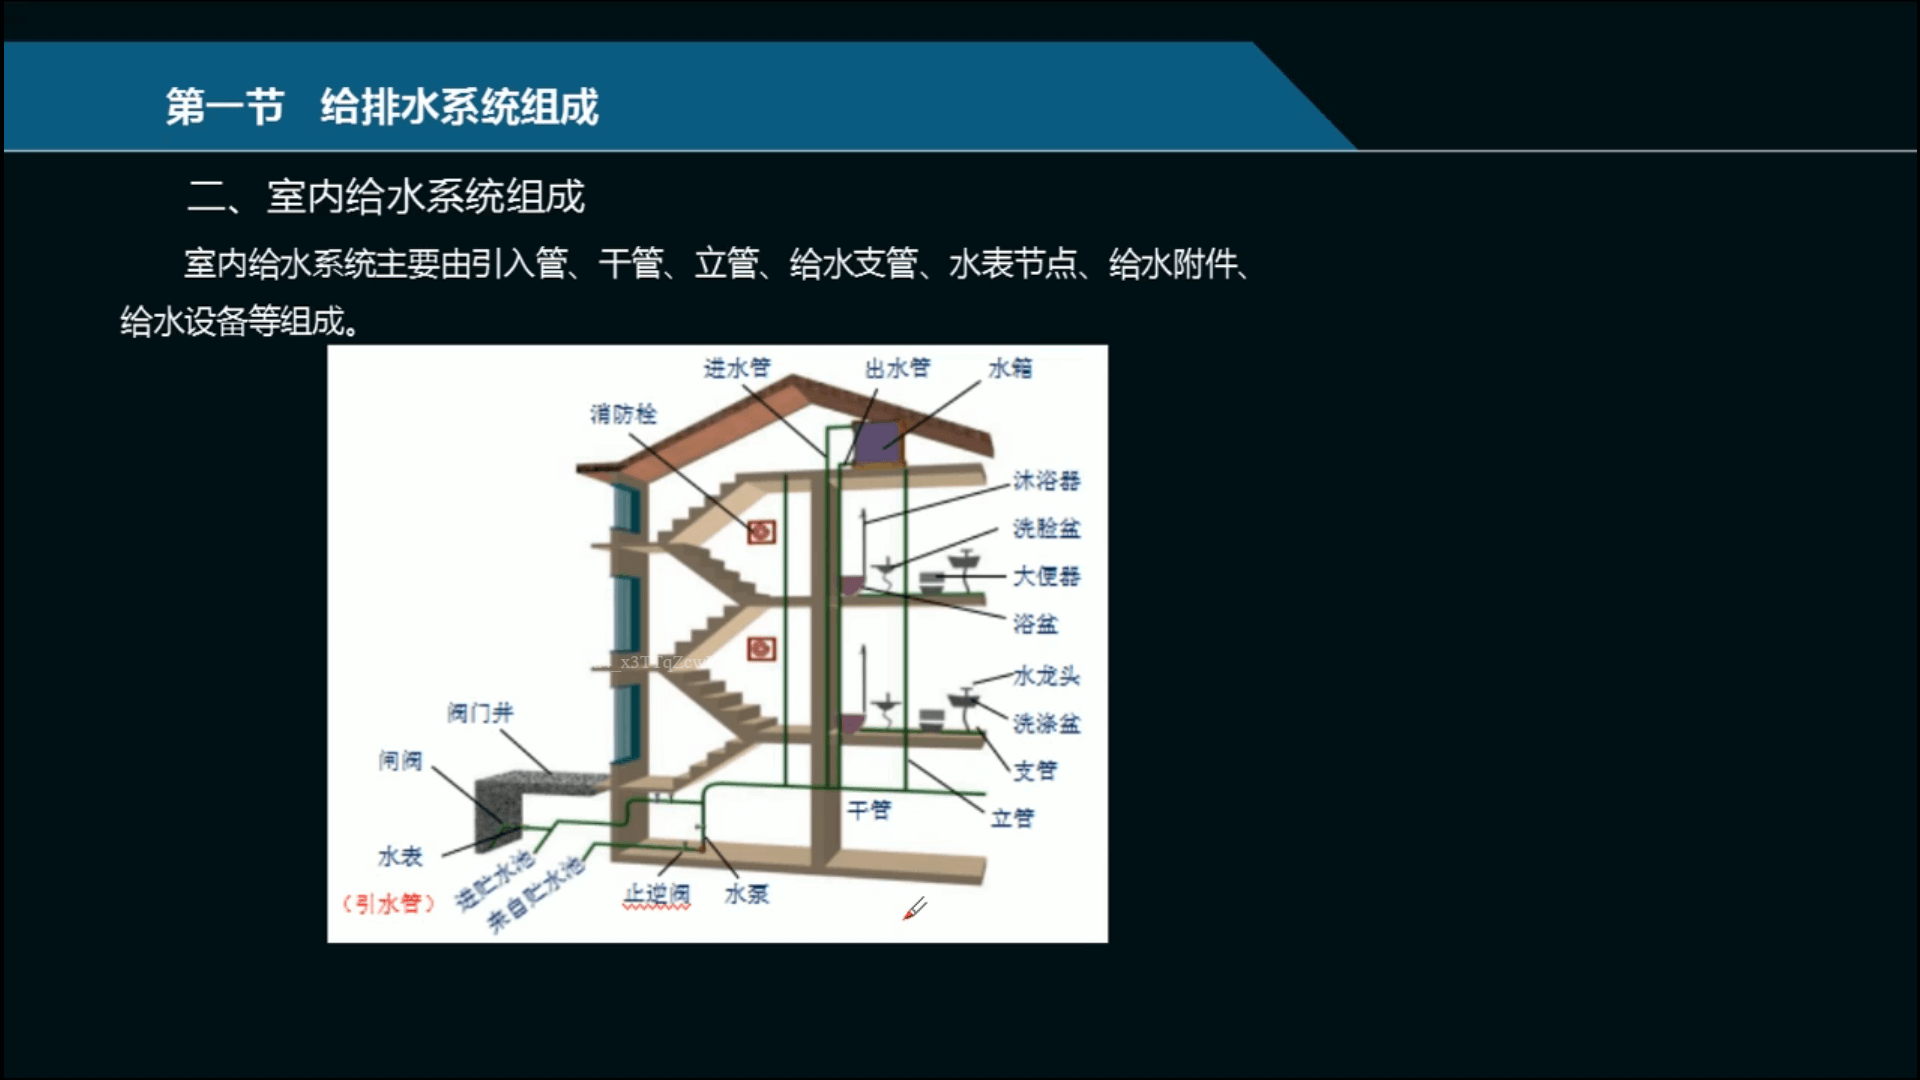 第一节 给排水系统组成
二、室内给水系统组成
室内给水系统主要由引入管、干管、立管、给水支管、水表节点、给水附件、
给水设备等组成。
进水管
出水管
水箱
消防栓
沐浴器
洗脸盆
大便器
浴盆
水龙头
洗涤盆
支管
立管
干管
阀门井
闸阀
水表
(引水管)
进贮水池
来自贮水池
止逆阀
水泵